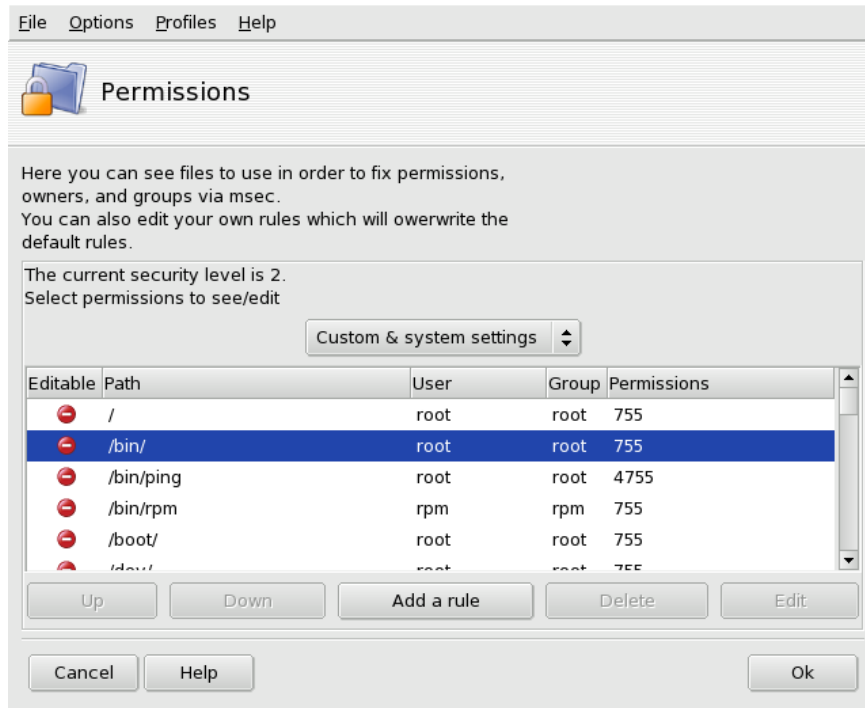 File Options Profiles Help
Permissions
Here you can see files to use in order to fix permissions,
owners, and groups via msec.
You can also edit your own rules which will owerwrite the
default rules.
The current security level is 2.
Select permissions to see/edit
Custom & system settings
Editable Path User Group Permissions
/ root root 755
/bin/ root root 755
/bin/ping root root 4755
/bin/rpm rpm rpm 755
/boot/ root root 755
/dev/ root root 755
Up Down Add a rule Delete Edit
Cancel Help Ok